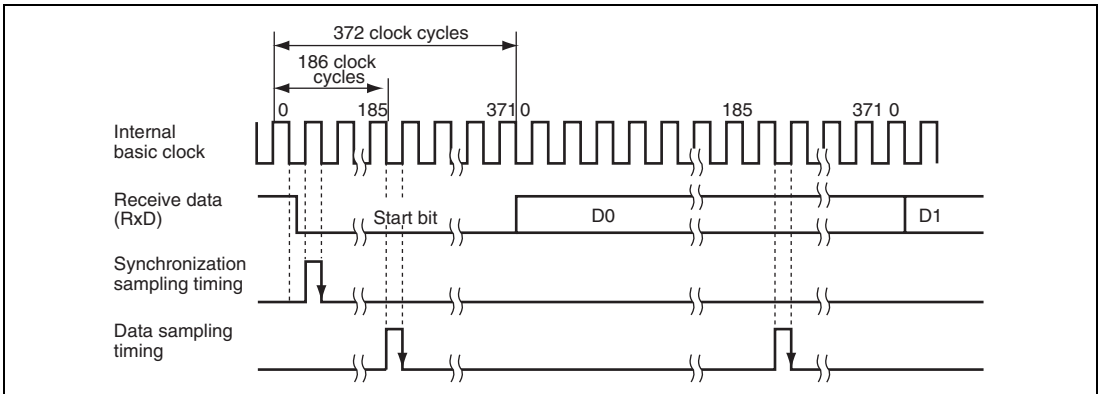 372 clock cycles
186 clock
cycles
0 185 371 0 185 371 0
Internal
basic clock
Receive data
(RxD)
Start bit D0 D1
Synchronization
sampling timing
Data sampling
timing